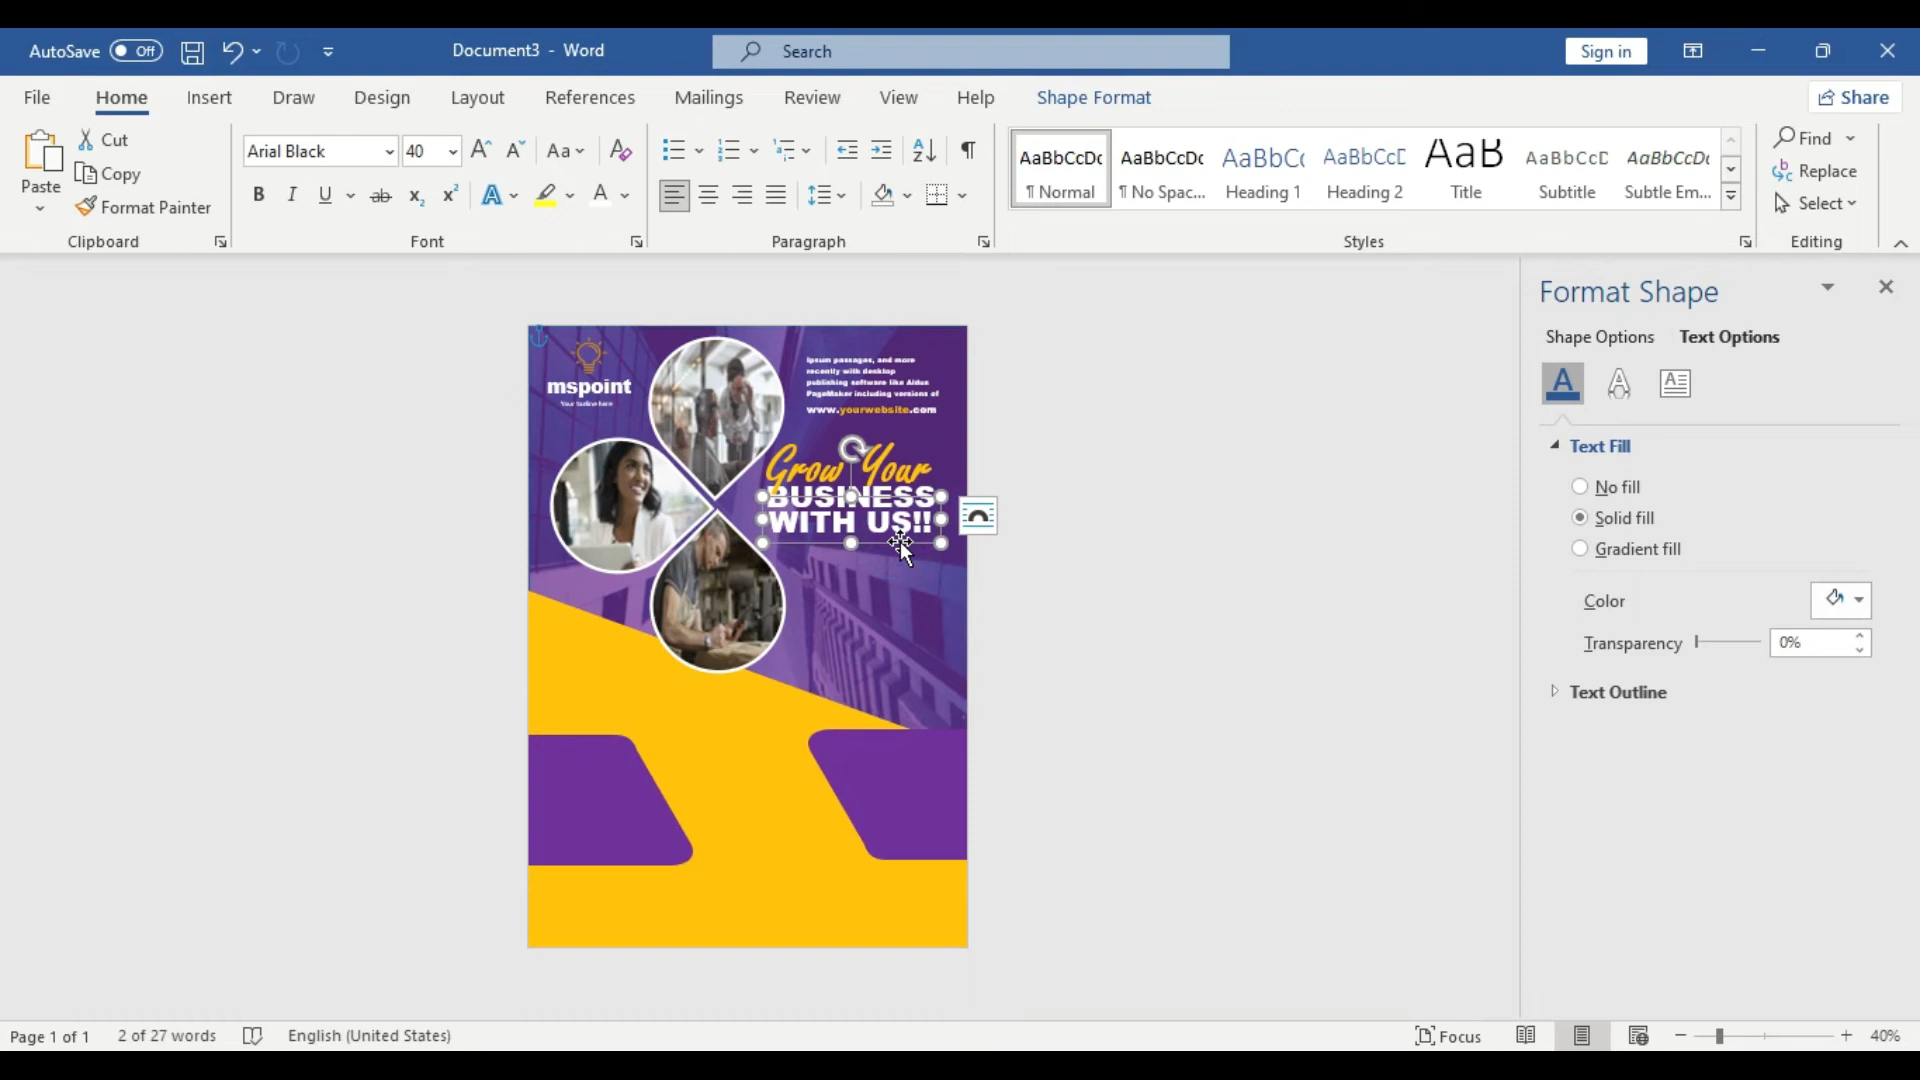 AutoSave Off Document3 - Word Search Sign in
File Home Insert Draw Design Layout References Mailings Review View Help Shape Format Share
Paste
Cut
Copy
Format Painter
Clipboard
Arial Black 40 Aa
B I U ab x₂ x² A A
Font
Paragraph
AaBbCcDc AaBbCcDc AaBbCc AaBbCcD AaB AaBbCcD AaBbCcDc
¶ Normal ¶ No Spac... Heading 1 Heading 2 Title Subtitle Subtle Em...
Styles
Find
Replace
Select
Editing
mspoint
Ipsum passages, and more
recently with desktop
publishing software like Aldus
PageMaker including versions of
www.yourwebsite.com
Grow Your
BUSINESS
WITH US!!
Format Shape
Shape Options Text Options
Text Fill
No fill
Solid fill
Gradient fill
Color
Transparency 0%
Text Outline
Page 1 of 1 2 of 27 words English (United States) Focus 40%